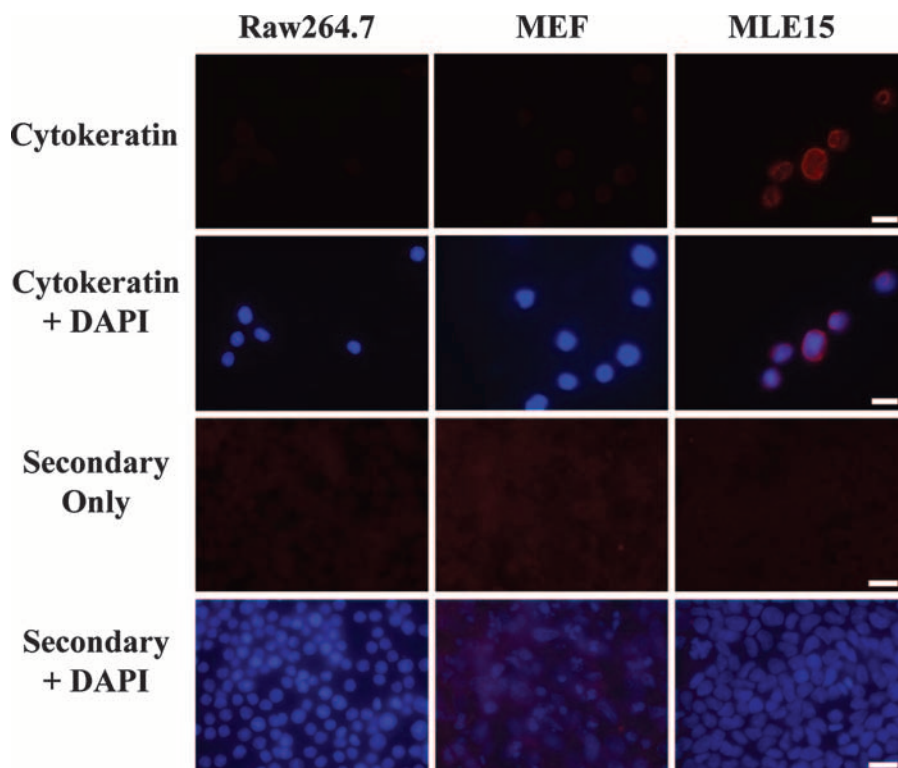 Raw264.7 MEF MLE15
Cytokeratin
Cytokeratin
+ DAPI
Secondary
Only
Secondary
+ DAPI